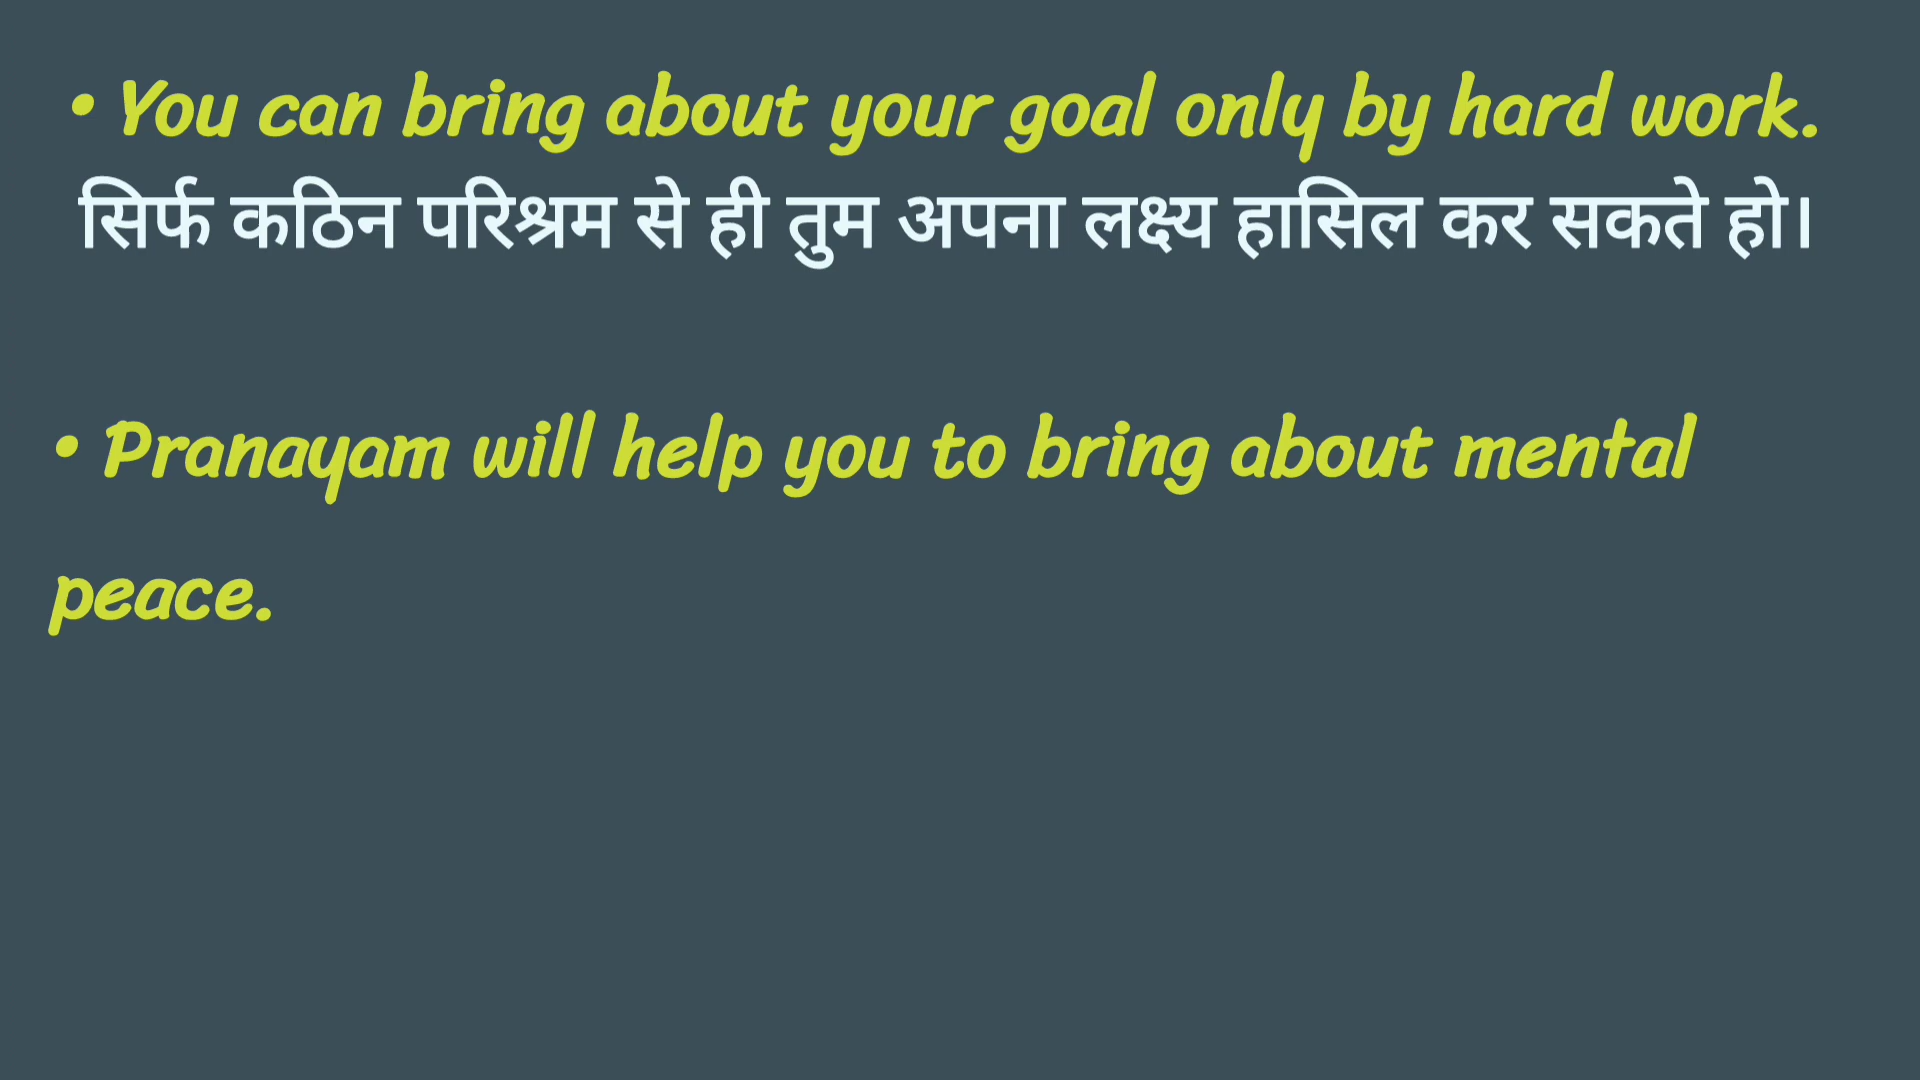 • You can bring about your goal only by hard work.
सिर्फ कठिन परिश्रम से ही तुम अपना लक्ष्य हासिल कर सकते हो।
• Pranayam will help you to bring about mental
peace.